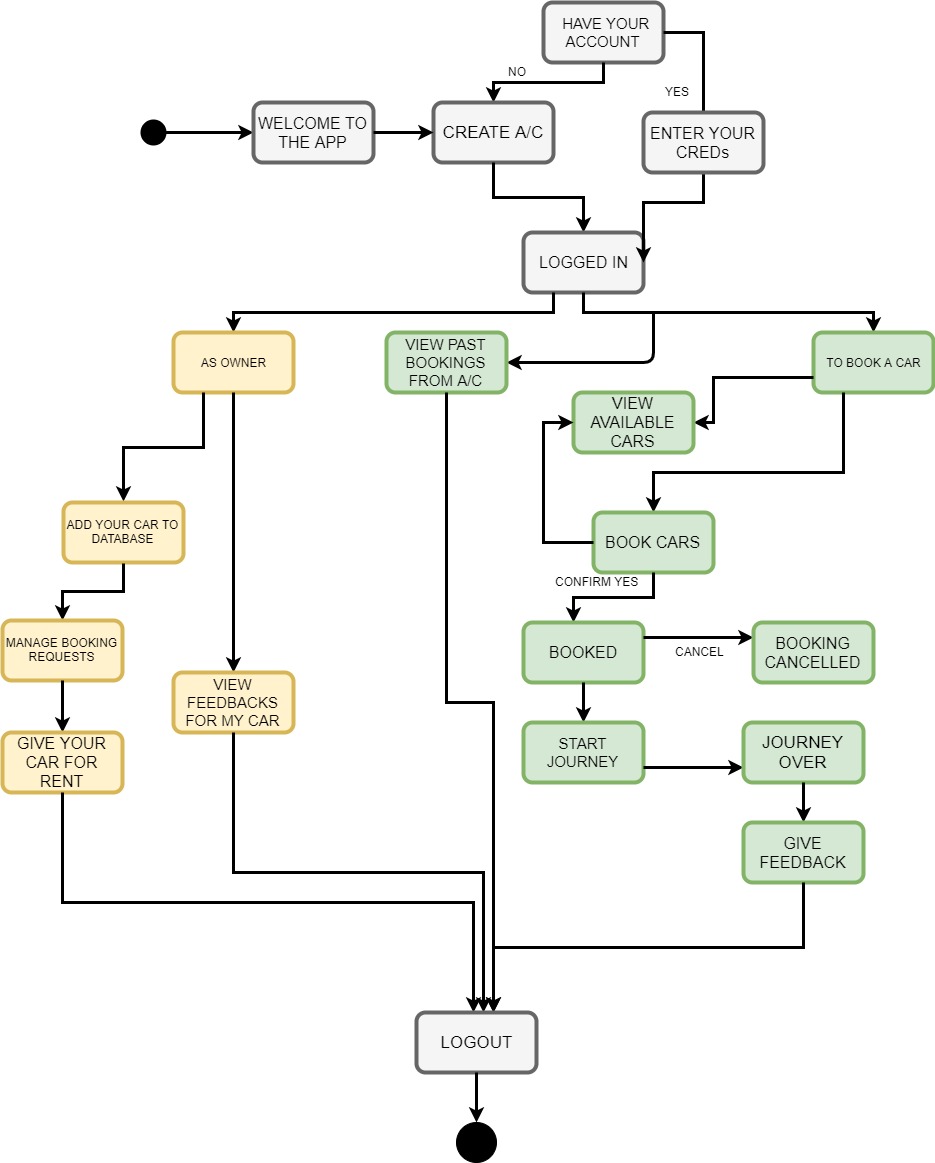 HAVE YOUR
ACCOUNT
NO
YES
WELCOME TO
THE APP
CREATE A/C
ENTER YOUR
CREDs
LOGGED IN
AS OWNER
VIEW PAST
BOOKINGS
FROM A/C
TO BOOK A CAR
VIEW
AVAILABLE
CARS
ADD YOUR CAR TO
DATABASE
BOOK CARS
CONFIRM YES
MANAGE BOOKING
REQUESTS
BOOKED
CANCEL
BOOKING
CANCELLED
VIEW
FEEDBACKS
FOR MY CAR
GIVE YOUR
CAR FOR
RENT
START
JOURNEY
JOURNEY
OVER
GIVE
FEEDBACK
LOGOUT